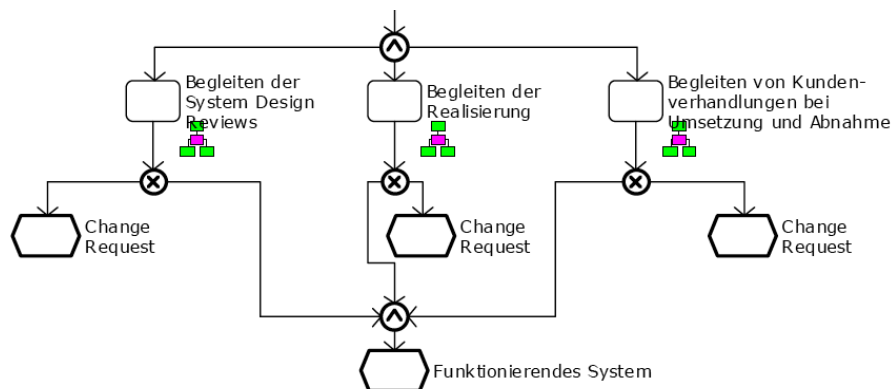 Begleiten der
System Design
Reviews
Begleiten der
Realisierung
Begleiten von Kunden-
verhandlungen bei
Umsetzung und Abnahme
Change
Request
Change
Request
Change
Request
Funktionierendes System